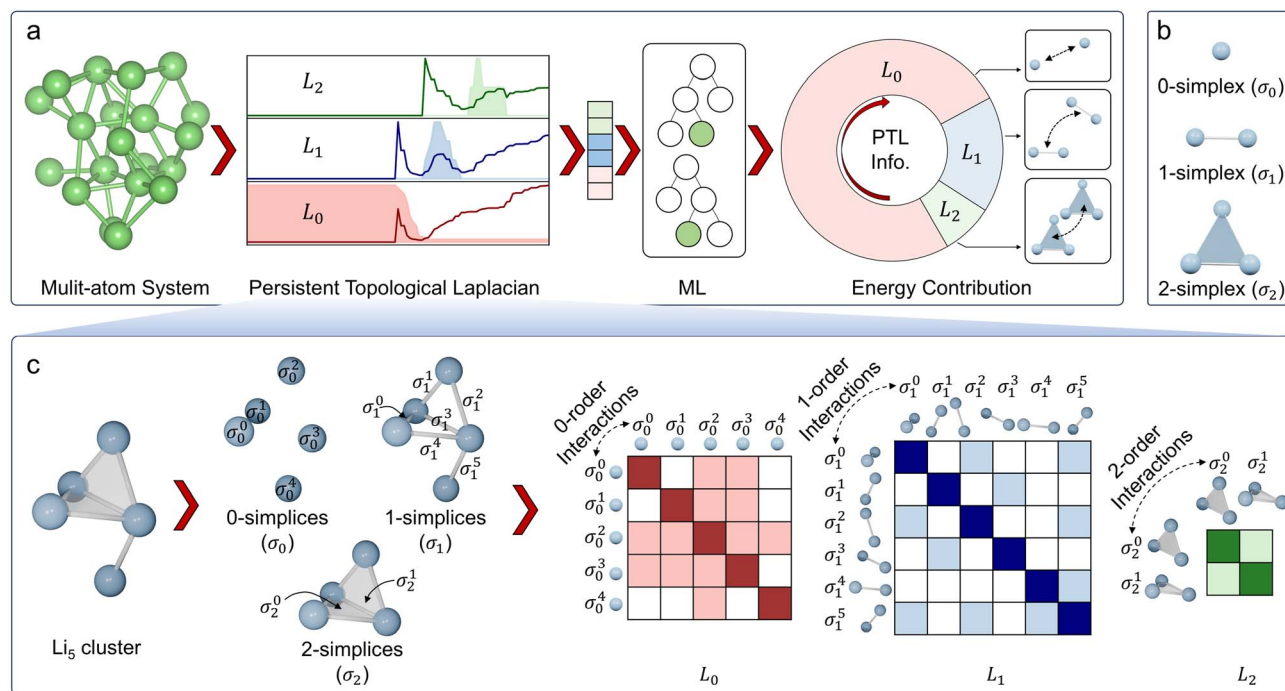 a
Mulit-atom System
L₂
L₁
L₀
Persistent Topological Laplacian
ML
L₀
L₁
L₂
PTL
Info.
Energy Contribution
b
0-simplex (σ₀)
1-simplex (σ₁)
2-simplex (σ₂)
c
Li₅ cluster
σ₀²
σ₀¹
σ₀⁰
σ₀³
σ₀⁴
0-simplices
(σ₀)
σ₁¹
σ₁⁰
σ₁²
σ₁³
σ₁⁴
σ₁⁵
1-simplices
(σ₁)
σ₂⁰
σ₂¹
2-simplices
(σ₂)
0-roder
Interactions
σ₀⁰ σ₀¹ σ₀² σ₀³ σ₀⁴
σ₀⁰
σ₀¹
σ₀²
σ₀³
σ₀⁴
L₀
1-order
Interactions
σ₁⁰ σ₁¹ σ₁² σ₁³ σ₁⁴ σ₁⁵
σ₁⁰
σ₁¹
σ₁²
σ₁³
σ₁⁴
σ₁⁵
L₁
2-order
Interactions
σ₂⁰ σ₂¹
σ₂⁰
σ₂¹
L₂